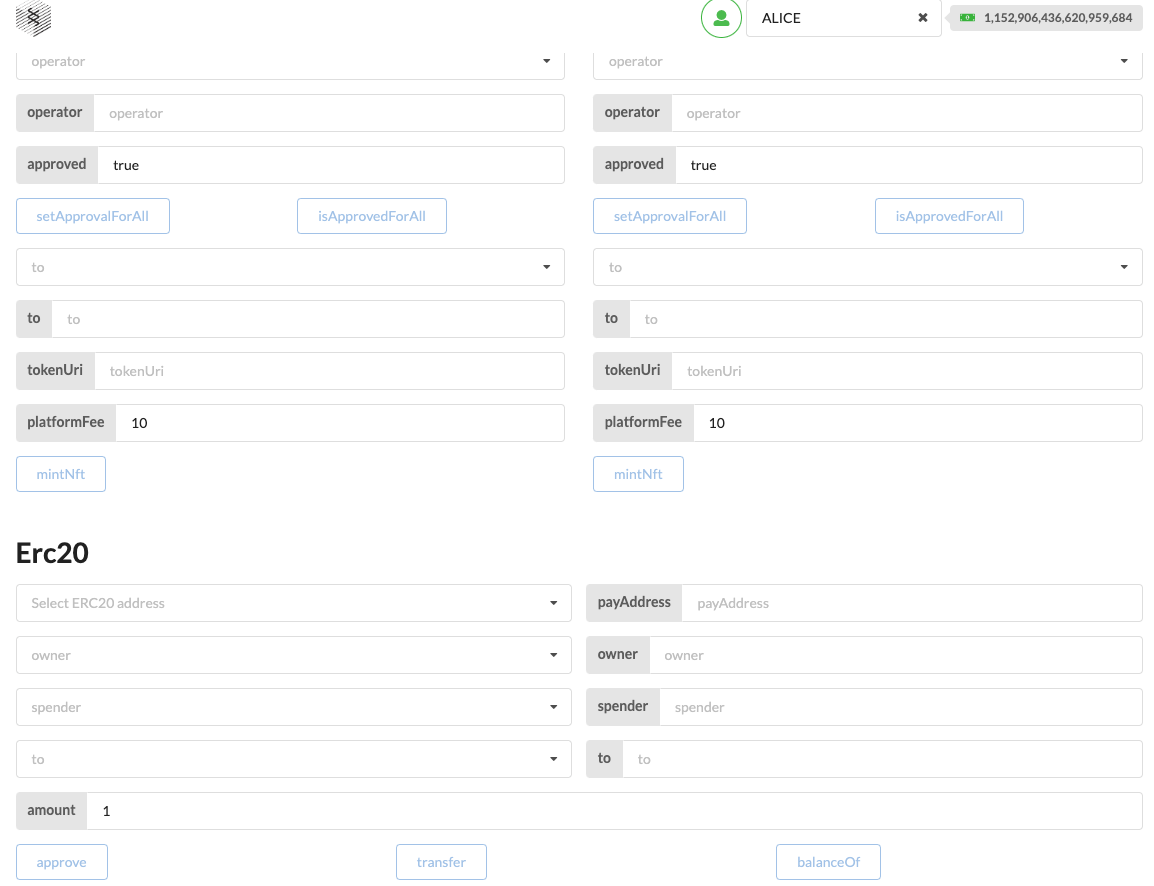 ALICE 1,152,906,436,620,959,684
operator operator
operator operator operator operator
approved true approved true
setApprovalForAll isApprovedForAll setApprovalForAll isApprovedForAll
to to
to to to to
tokenUri tokenUri tokenUri tokenUri
platformFee 10 platformFee 10
mintNft mintNft
Erc20
Select ERC20 address payAddress payAddress
owner owner owner
spender spender spender
to to to
amount 1
approve transfer balanceOf